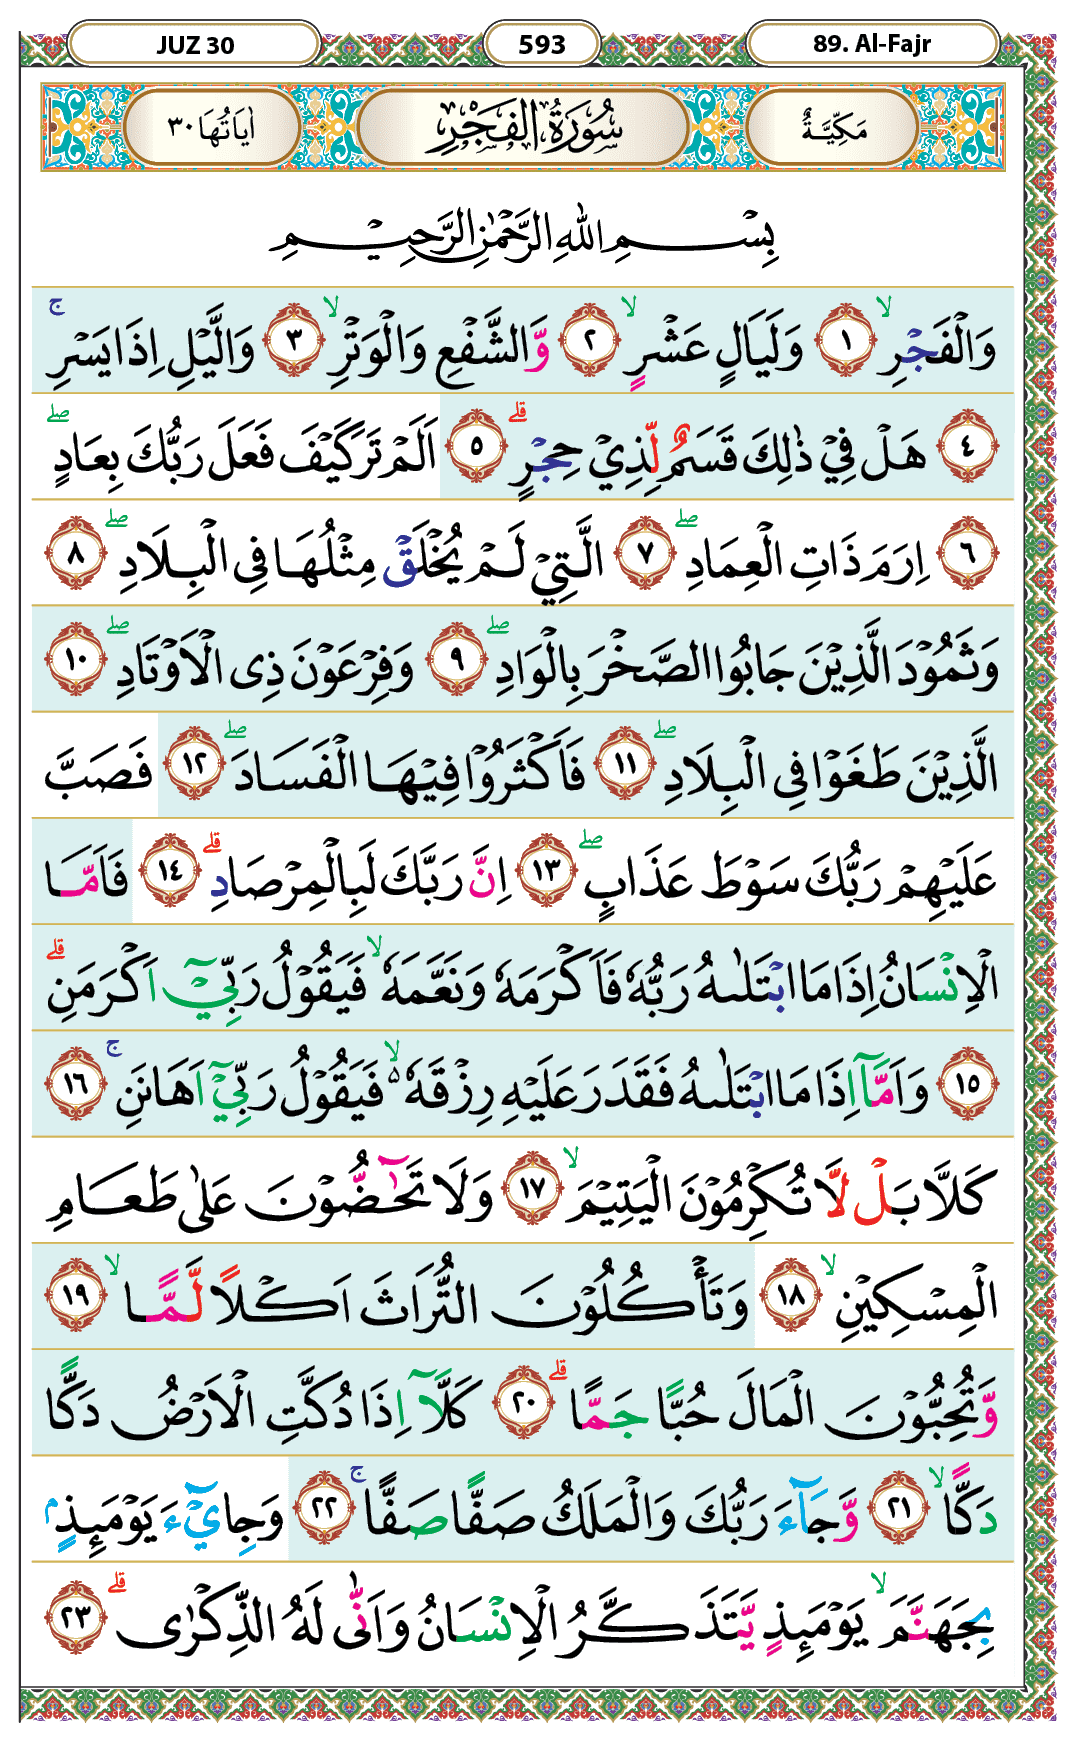 JUZ 30
593
89. Al-Fajr
مَكِّيَّةٌ
سُوْرَةُ الْفَجْرِ
اٰيَاتُهَا ٣٠
بِسْمِ اللّٰهِ الرَّحْمٰنِ الرَّحِيْمِ
وَالْفَجْرِۙ ١ وَلَيَالٍ عَشْرٍۙ ٢ وَّالشَّفْعِ وَالْوَتْرِۙ ٣ وَالَّيْلِ اِذَا يَسْرِۚ
٤ هَلْ فِيْ ذٰلِكَ قَسَمٌ لِّذِيْ حِجْرٍۗ ٥ اَلَمْ تَرَ كَيْفَ فَعَلَ رَبُّكَ بِعَادٍۖ
٦ اِرَمَ ذَاتِ الْعِمَادِۖ ٧ الَّتِيْ لَمْ يُخْلَقْ مِثْلُهَا فِى الْبِلَادِۖ ٨
وَثَمُوْدَ الَّذِيْنَ جَابُوا الصَّخْرَ بِالْوَادِۖ ٩ وَفِرْعَوْنَ ذِى الْاَوْتَادِۖ ١٠
الَّذِيْنَ طَغَوْا فِى الْبِلَادِۖ ١١ فَاَكْثَرُوْا فِيْهَا الْفَسَادَۖ ١٢ فَصَبَّ
عَلَيْهِمْ رَبُّكَ سَوْطَ عَذَابٍۖ ١٣ اِنَّ رَبَّكَ لَبِالْمِرْصَادِۗ ١٤ فَاَمَّا
الْاِنْسَانُ اِذَا مَا ابْتَلٰىهُ رَبُّهٗ فَاَكْرَمَهٗ وَنَعَّمَهٗۙ فَيَقُوْلُ رَبِّيْٓ اَكْرَمَنِۗ
١٥ وَاَمَّآ اِذَا مَا ابْتَلٰىهُ فَقَدَرَ عَلَيْهِ رِزْقَهٗۙ ەۙ فَيَقُوْلُ رَبِّيْٓ اَهَانَنِۚ ١٦
كَلَّا بَلْ لَّا تُكْرِمُوْنَ الْيَتِيْمَۙ ١٧ وَلَا تَحٰۤضُّوْنَ عَلٰى طَعَامِ
الْمِسْكِيْنِۙ ١٨ وَتَأْكُلُوْنَ التُّرَاثَ اَكْلًا لَّمًّاۙ ١٩
وَّتُحِبُّوْنَ الْمَالَ حُبًّا جَمًّاۗ ٢٠ كَلَّآ اِذَا دُكَّتِ الْاَرْضُ دَكًّا
دَكًّاۙ ٢١ وَّجَآءَ رَبُّكَ وَالْمَلَكُ صَفًّا صَفًّاۚ ٢٢ وَجِايْۤءَ يَوْمَئِذٍۢ
بِجَهَنَّمَۙ يَوْمَئِذٍ يَّتَذَكَّرُ الْاِنْسَانُ وَاَنّٰى لَهُ الذِّكْرٰىۗ ٢٣